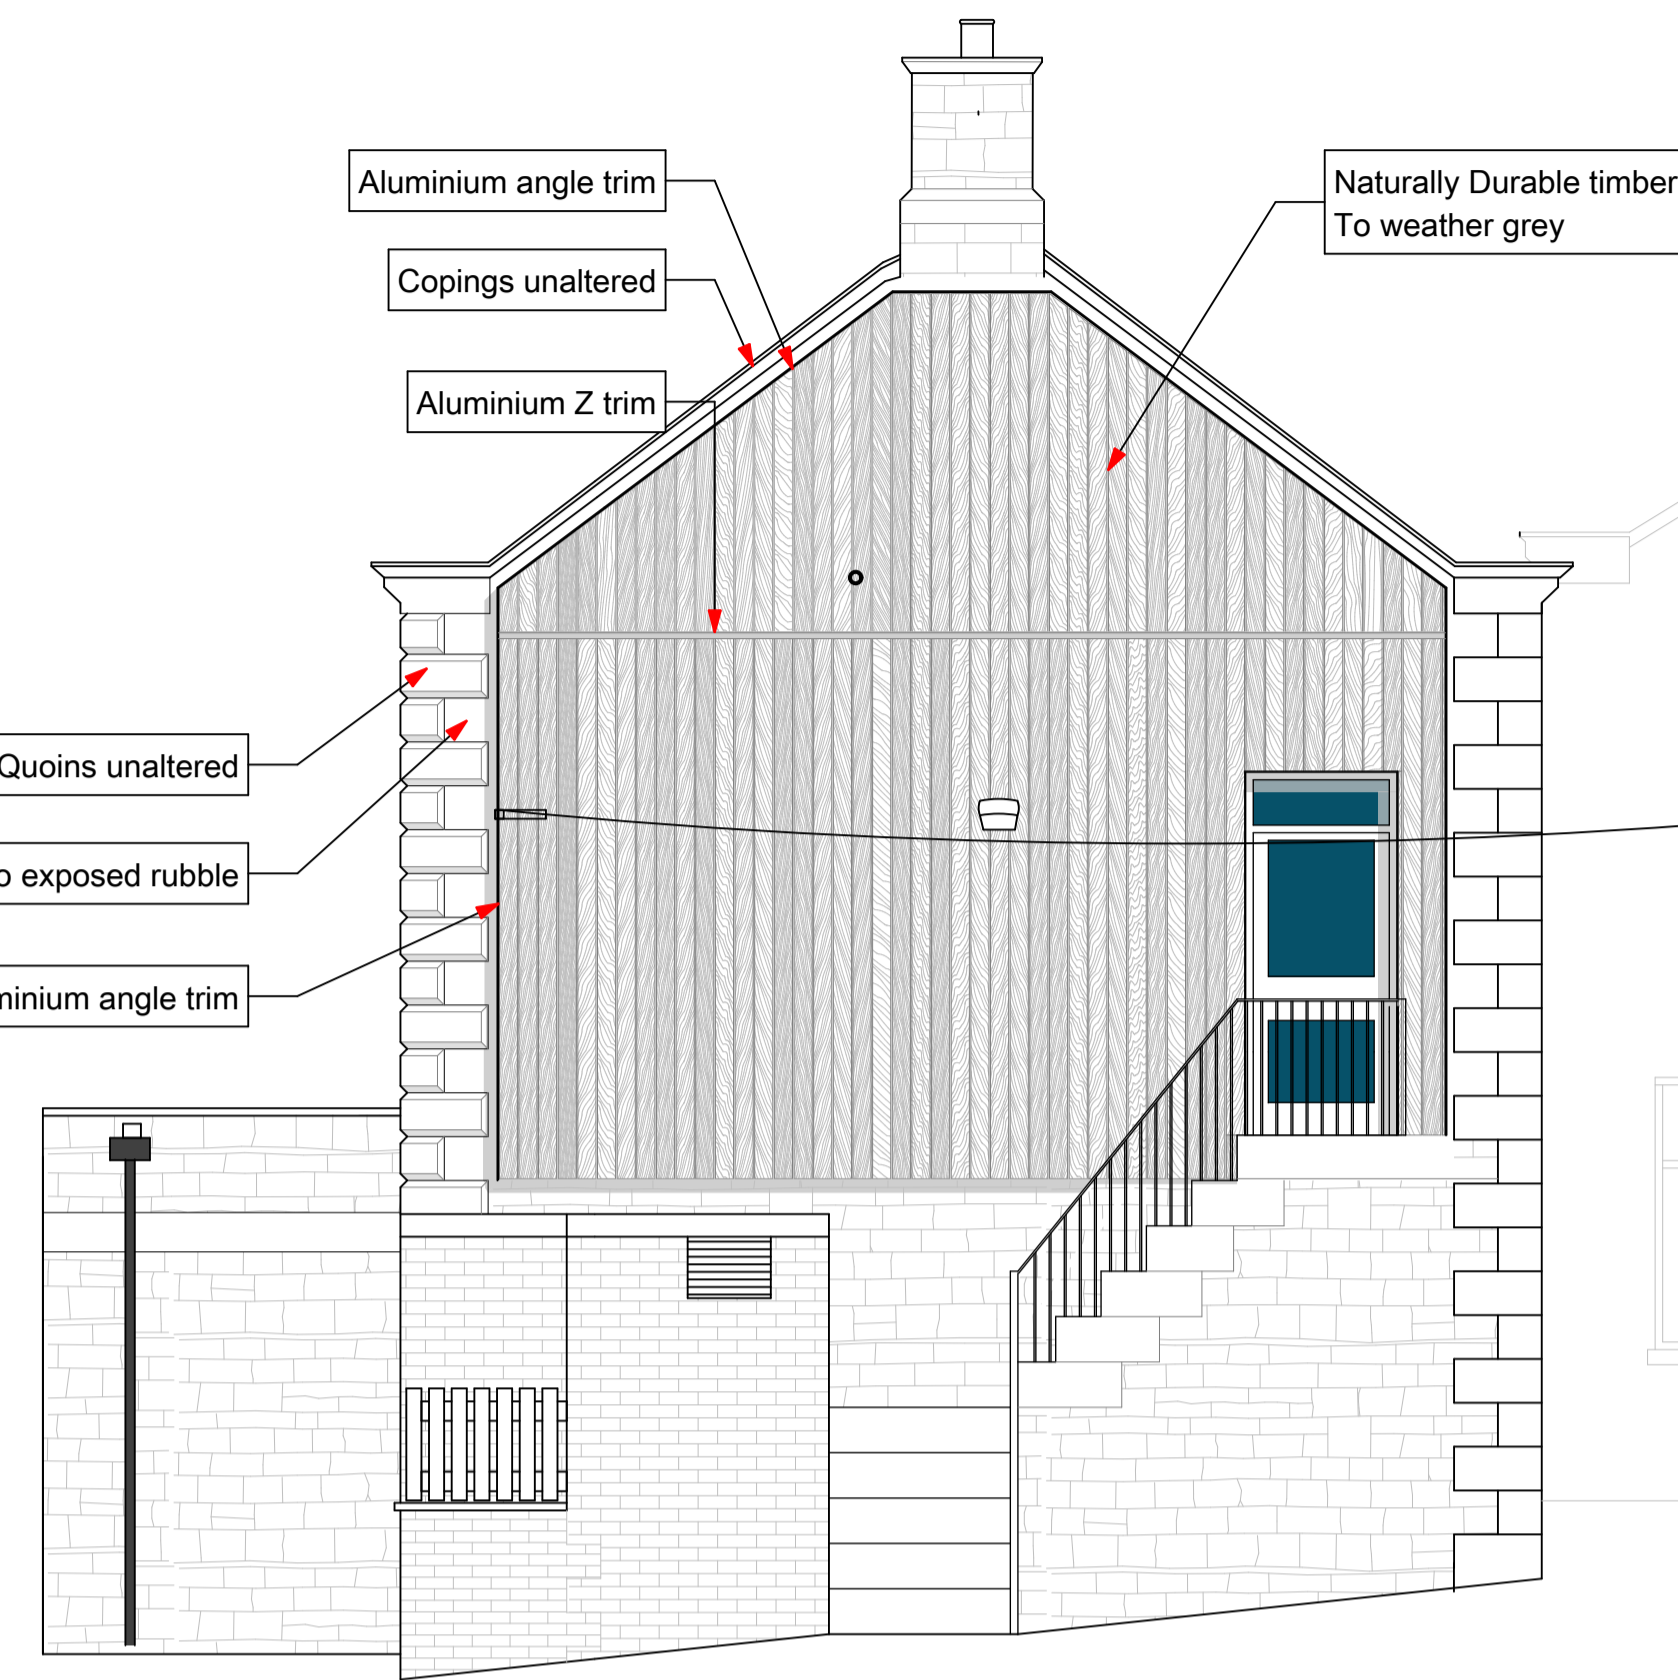 Aluminium angle trim
Naturally Durable timber
To weather grey
Copings unaltered
Aluminium Z trim
Quoins unaltered
exposed rubble
angle trim